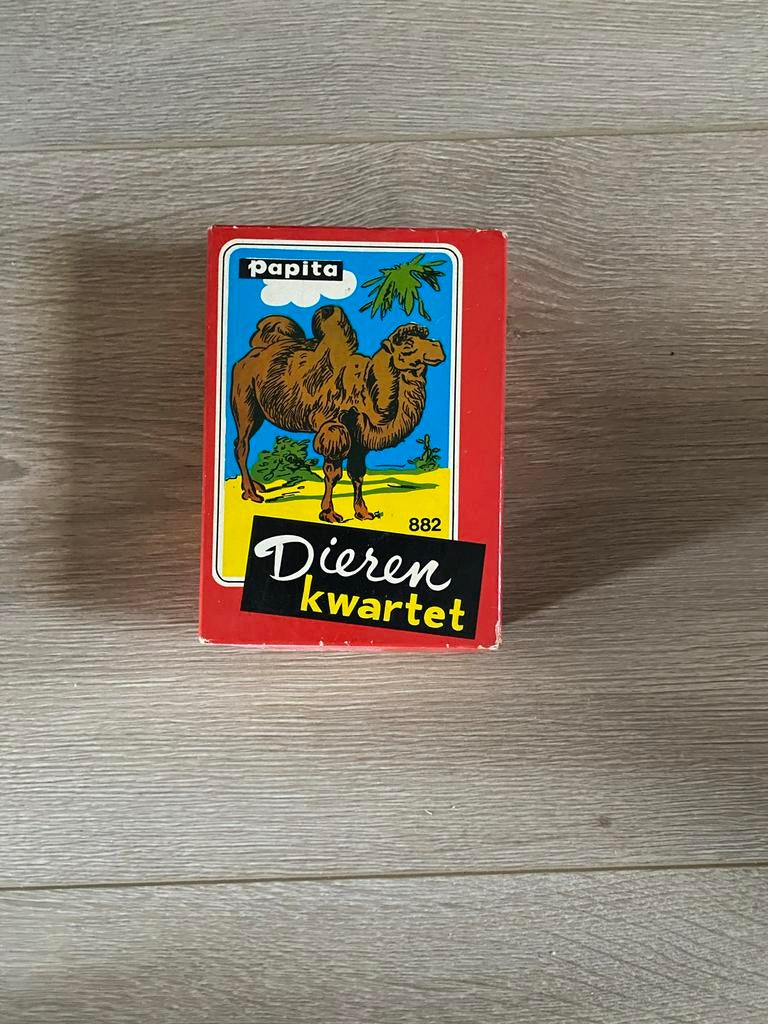 papita
882
Dieren
kwartet